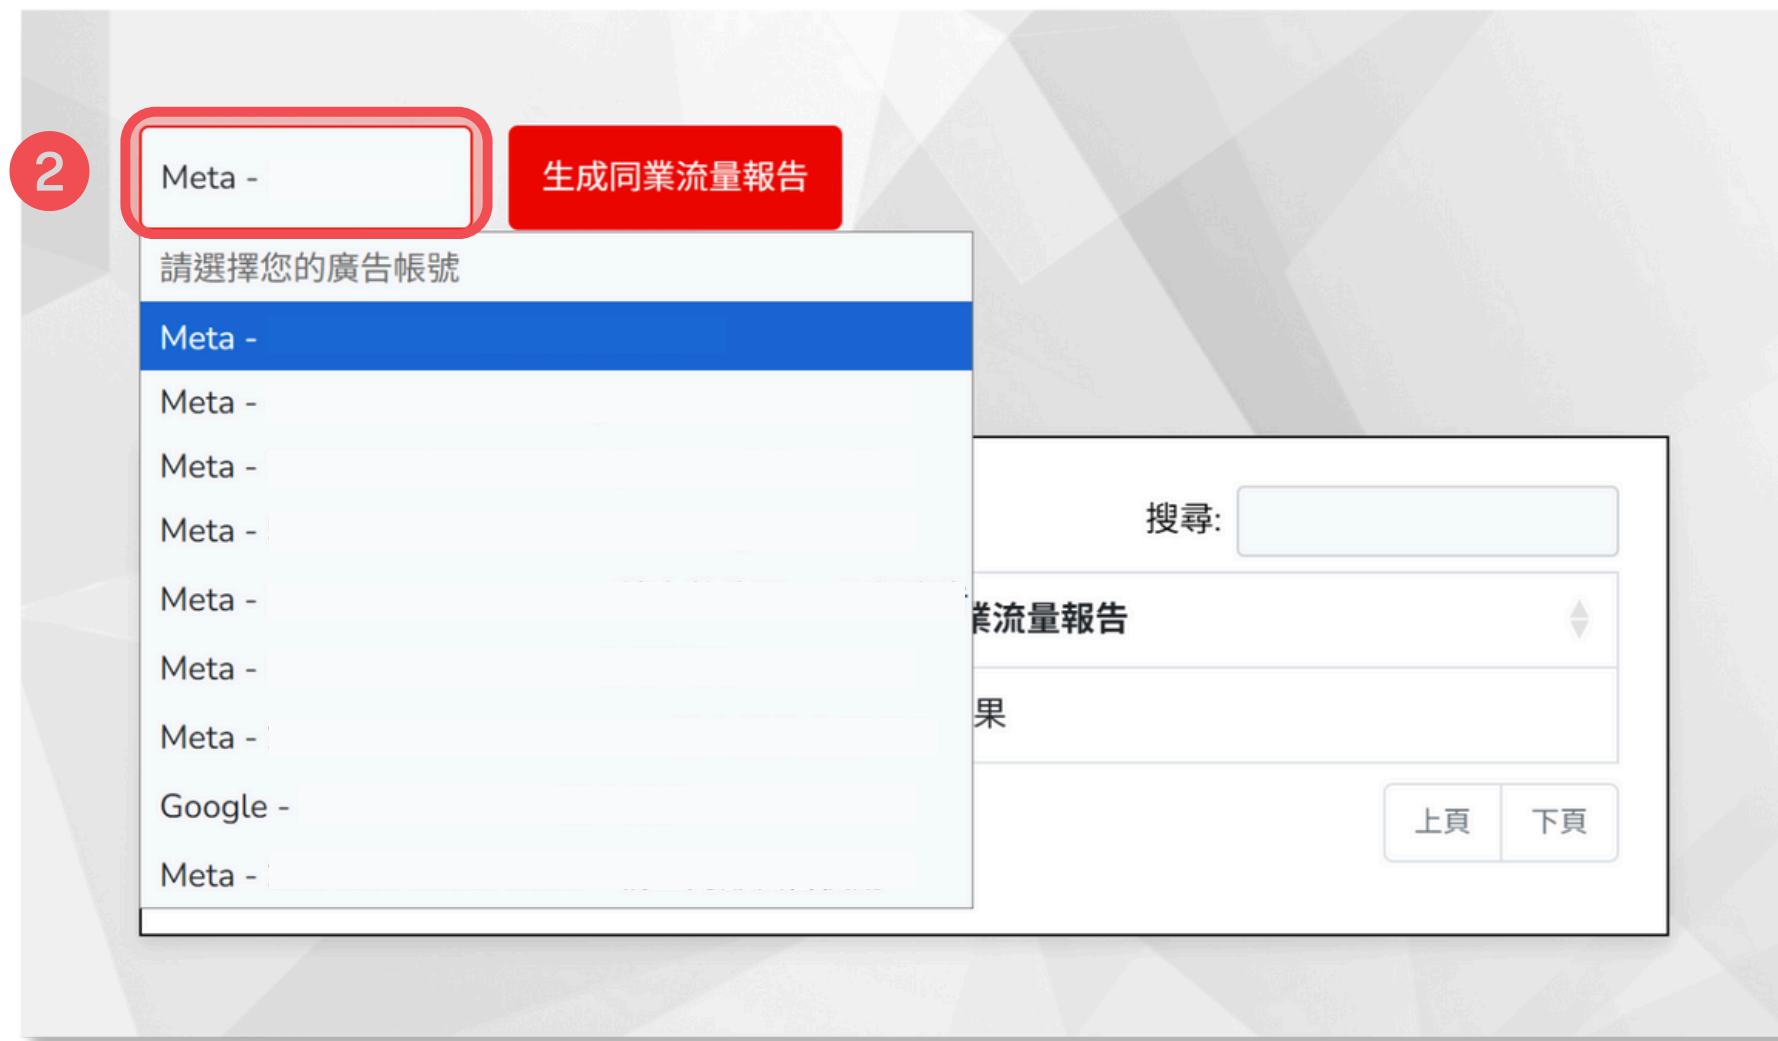 2
Meta -
生成同業流量報告
請選擇您的廣告帳號
Meta -
Meta -
Meta -
Meta -
Meta -
Meta -
Meta -
Google -
Meta -
搜尋:
業流量報告
果
上頁
下頁